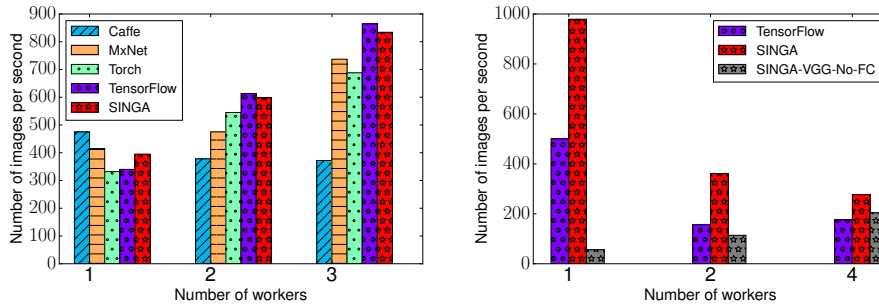 Number of images per second
900
800
700
600
500
400
300
200
100
0
Caffe
MxNet
Torch
TensorFlow
SINGA
1 2 3
Number of workers
Number of images per second
1000
800
600
400
200
0
TensorFlow
SINGA
SINGA-VGG-No-FC
1 2 4
Number of workers